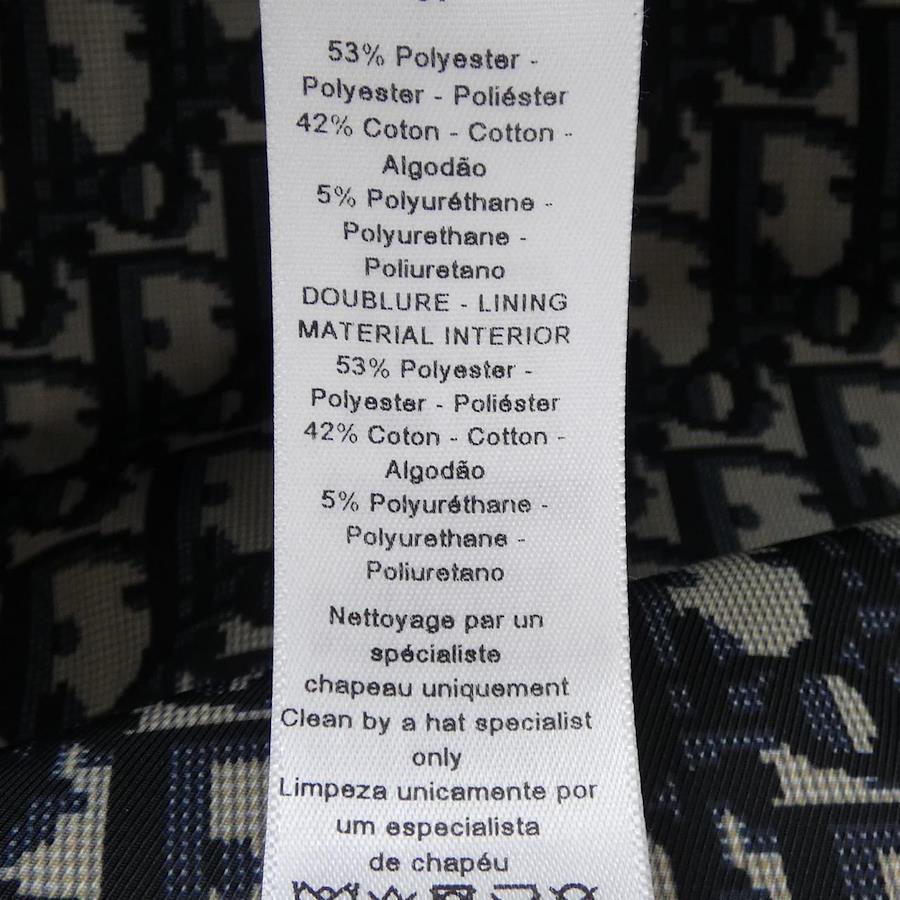 53% Polyester -
Polyester - Poliéster
42% Coton - Cotton -
Algodão
5% Polyuréthane -
Polyurethane -
Poliuretano
DOUBLURE - LINING
MATERIAL INTERIOR
53% Polyester -
Polyester - Poliéster
42% Coton - Cotton -
Algodão
5% Polyuréthane -
Polyurethane -
Poliuretano
Nettoyage par un
spécialiste
chapeau uniquement
Clean by a hat specialist
only
Limpeza unicamente por
um especialista
de chapéu